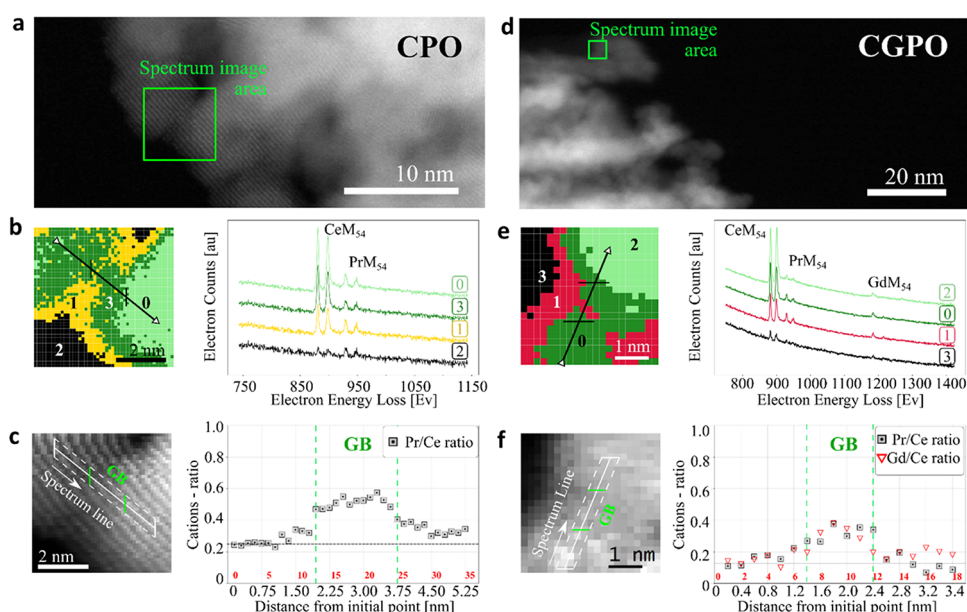 a
CPO
Spectrum image
area
10 nm
d
Spectrum image
area
CGPO
20 nm
b
1
3
0
2
2 nm
Electron Counts [au]
CeM54
PrM54
0
3
1
2
750 850 950 1050 1150
Electron Energy Loss [Ev]
e
2
3
1
0
1 nm
Electron Counts [au]
CeM54
PrM54
GdM54
2
0
1
3
800 900 1000 1100 1200 1300 1400
Electron Energy Loss [Ev]
c
GB
Spectrum line
2 nm
Cations - ratio
1.0
0.8
0.6
0.4
0.2
GB
Pr/Ce ratio
0 5 10 15 20 25 30 35
0 0.75 1.50 2.25 3.00 3.75 4.50 5.25
Distance from initial point [nm]
f
Spectrum Line
GB
1 nm
Cations - ratio
1.0
0.8
0.6
0.4
0.2
0.0
GB
Pr/Ce ratio
Gd/Ce ratio
0 2 4 6 8 10 12 14 16 18
0 0.4 0.8 1.2 1.6 2.0 2.4 2.8 3.4
Distance from initial point [nm]